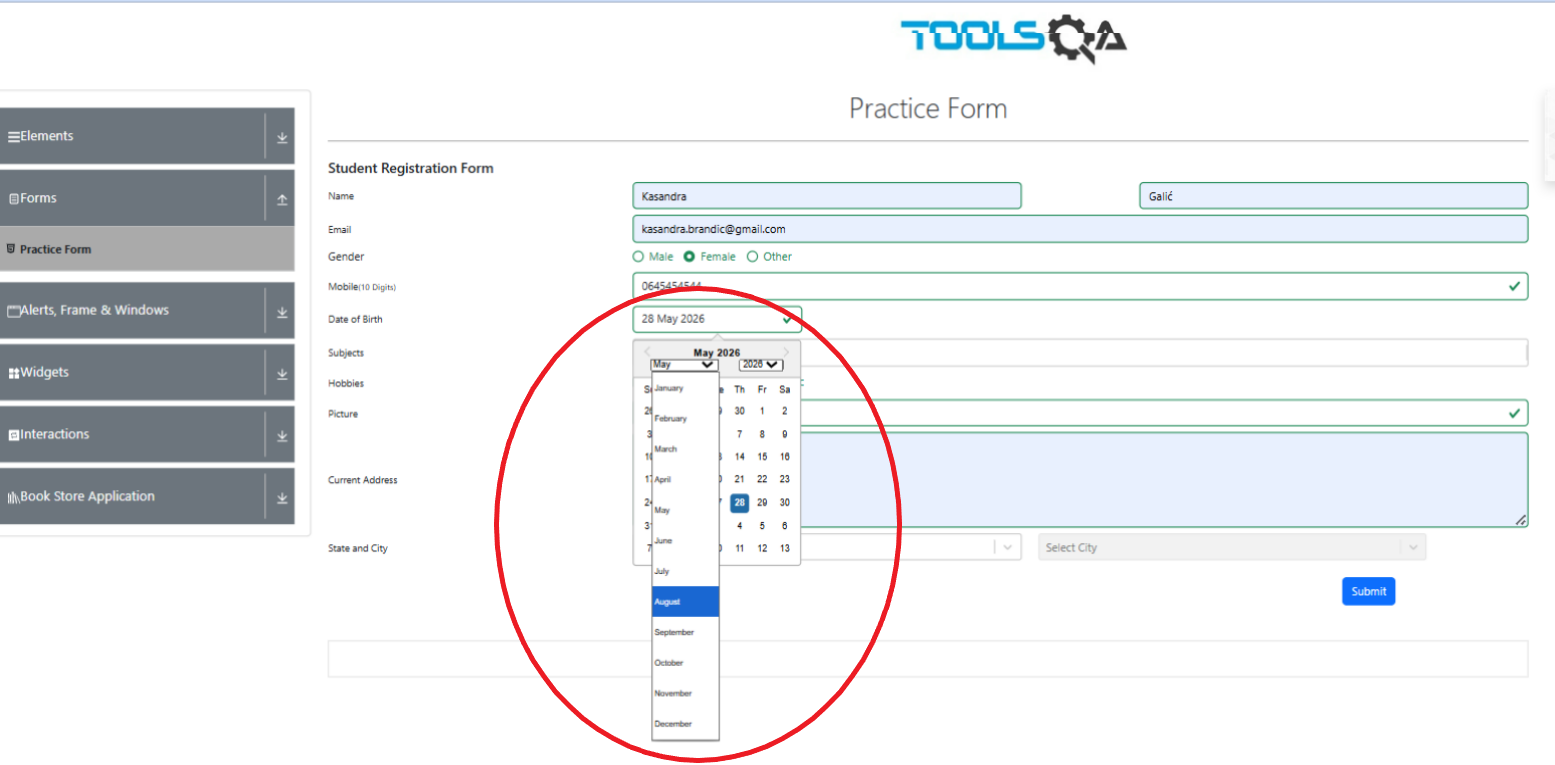 TOOLSQA
Practice Form
Elements
Forms
Practice Form
Alerts, Frame & Windows
Widgets
Interactions
Book Store Application
Student Registration Form
Name Kasandra Galić
Email kasandra.brandic@gmail.com
Gender Male Female Other
Mobile(10 Digits) 0645454544
Date of Birth 28 May 2026
Subjects
Hobbies
Picture
Current Address
State and City Select City
Submit
May 2026
May 2026
Th Fr Sa
30 1 2
7 8 9
14 15 16
21 22 23
28 29 30
4 5 6
11 12 13
January
February
March
April
May
June
July
August
September
October
November
December